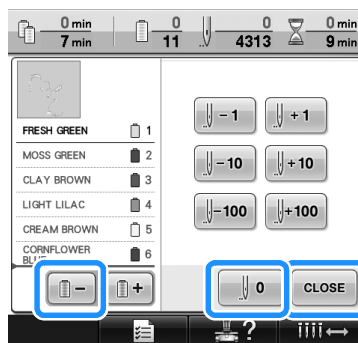 0 min 0 0 0 min
7 min 11 4313 9 min
FRESH GREEN 1
MOSS GREEN 2
CLAY BROWN 3
LIGHT LILAC 4
CREAM BROWN 5
CORNFLOWER 6
BLUE
− 1 + 1
− 10 + 10
−100 +100
− + 0 CLOSE
?